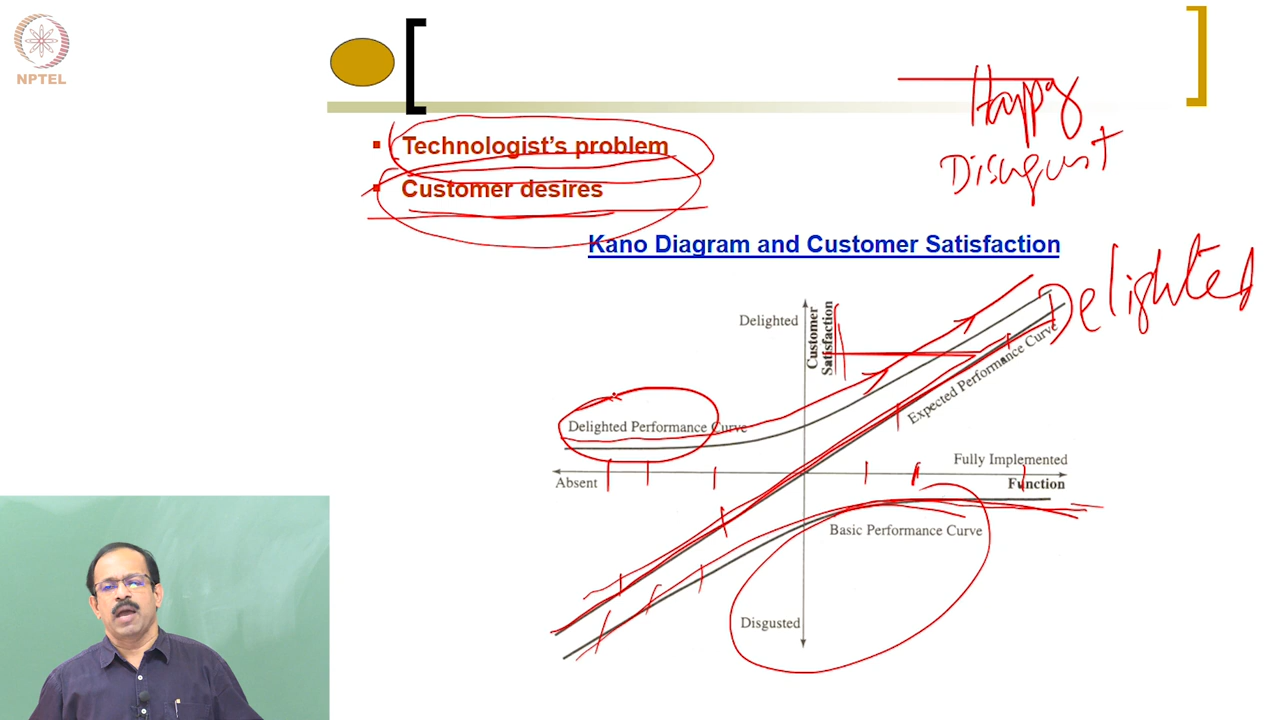 NPTEL
Happy
Disgust
Technologist's problem
Customer desires
Kano Diagram and Customer Satisfaction
Delighted
Delighted
Customer
Satisfaction
Expected Performance Curve
Delighted Performance Curve
Fully Implemented
Absent
Function
Basic Performance Curve
Disgusted